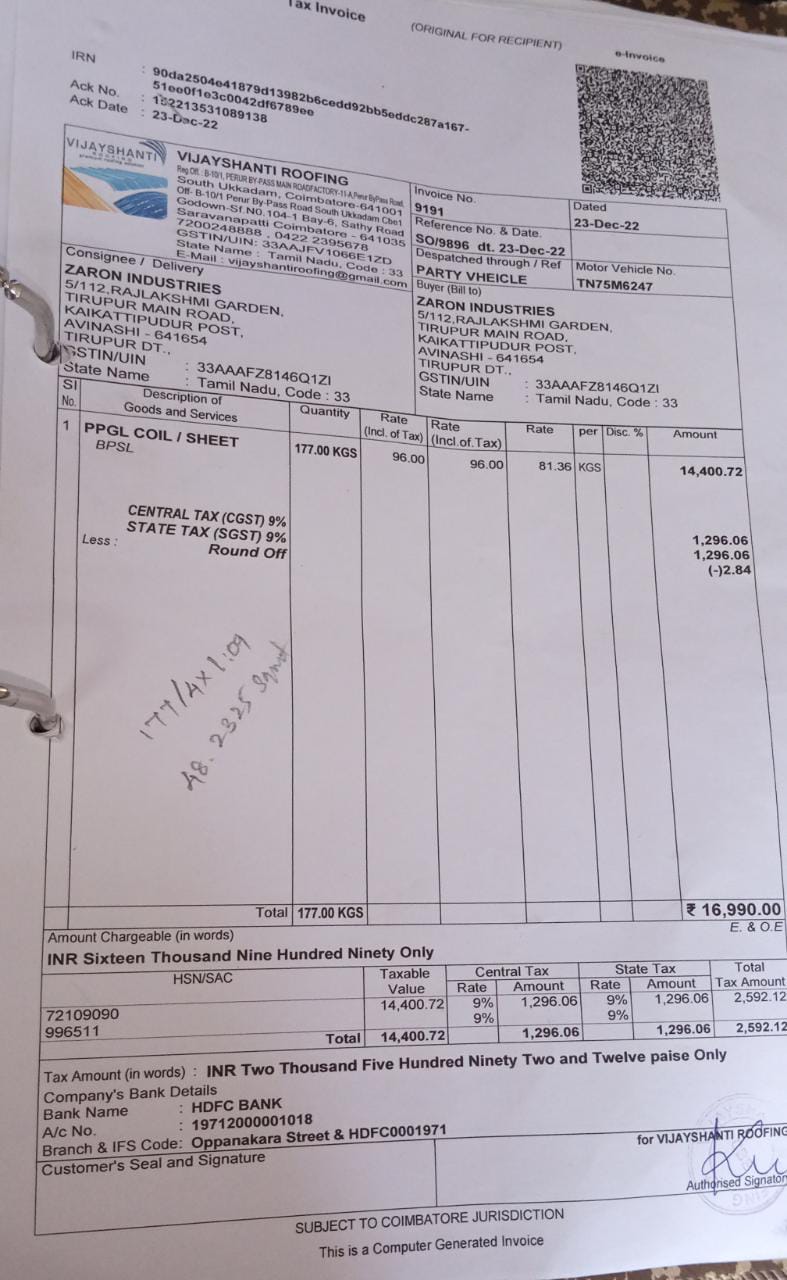 Tax Invoice
(ORIGINAL FOR RECIPIENT)
e-Invoice
IRN : 90da2504e41879d13982b6cedd92bb5eddc287a167-
51ee0f1e3c0042df6789ee
Ack No. : 152213531089138
Ack Date : 23-Dec-22
VIJAYSHANTI
ROOFING
VIJAYSHANTI ROOFING
Reg.Off. : B-10/1, PERUR BY-PASS MAIN ROADFACTORY-11-A,Perur ByPass Road
South Ukkadam, Coimbatore-641001
Off- B-10/1 Perur By-Pass Road South Ukkadam Cbe1
Godown-Sf.NO.104-1 Bay-6, Sathy Road
Saravanapatti Coimbatore - 641035
7200248888 , 0422 2395678
GSTIN/UIN: 33AAJFV1066E1ZD
State Name : Tamil Nadu, Code : 33
E-Mail : vijayshantiroofing@gmail.com
Invoice No.
9191
Dated
23-Dec-22
Reference No. & Date.
SO/9896 dt. 23-Dec-22
Despatched through / Ref
PARTY VHEICLE
Motor Vehicle No.
TN75M6247
Consignee / Delivery
ZARON INDUSTRIES
5/112,RAJLAKSHMI GARDEN,
TIRUPUR MAIN ROAD,
KAIKATTIPUDUR POST,
AVINASHI - 641654
TIRUPUR DT.,
GSTIN/UIN : 33AAAFZ8146Q1ZI
State Name : Tamil Nadu, Code : 33
Buyer (Bill to)
ZARON INDUSTRIES
5/112,RAJLAKSHMI GARDEN,
TIRUPUR MAIN ROAD,
KAIKATTIPUDUR POST,
AVINASHI - 641654
TIRUPUR DT.,
GSTIN/UIN : 33AAAFZ8146Q1ZI
State Name : Tamil Nadu, Code : 33
Sl No. Description of Goods and Services Quantity Rate (Incl. of Tax) Rate (Incl.of.Tax) Rate per Disc. % Amount
1 PPGL COIL / SHEET 177.00 KGS 96.00 96.00 81.36 KGS 14,400.72
BPSL
CENTRAL TAX (CGST) 9% 1,296.06
STATE TAX (SGST) 9% 1,296.06
Less : Round Off (-)2.84
177/4x1.09
48.2325 Sqmt
Total 177.00 KGS ₹ 16,990.00
Amount Chargeable (in words) E. & O.E
INR Sixteen Thousand Nine Hundred Ninety Only
HSN/SAC Taxable Value Central Tax Rate Amount State Tax Rate Amount Total Tax Amount
72109090 14,400.72 9% 1,296.06 9% 1,296.06 2,592.12
996511 9% 9%
Total 14,400.72 1,296.06 1,296.06 2,592.12
Tax Amount (in words) : INR Two Thousand Five Hundred Ninety Two and Twelve paise Only
Company's Bank Details
Bank Name : HDFC BANK
A/c No. : 19712000001018
Branch & IFS Code: Oppanakara Street & HDFC0001971
Customer's Seal and Signature
for VIJAYSHANTI ROOFING
Authorised Signator
SUBJECT TO COIMBATORE JURISDICTION
This is a Computer Generated Invoice